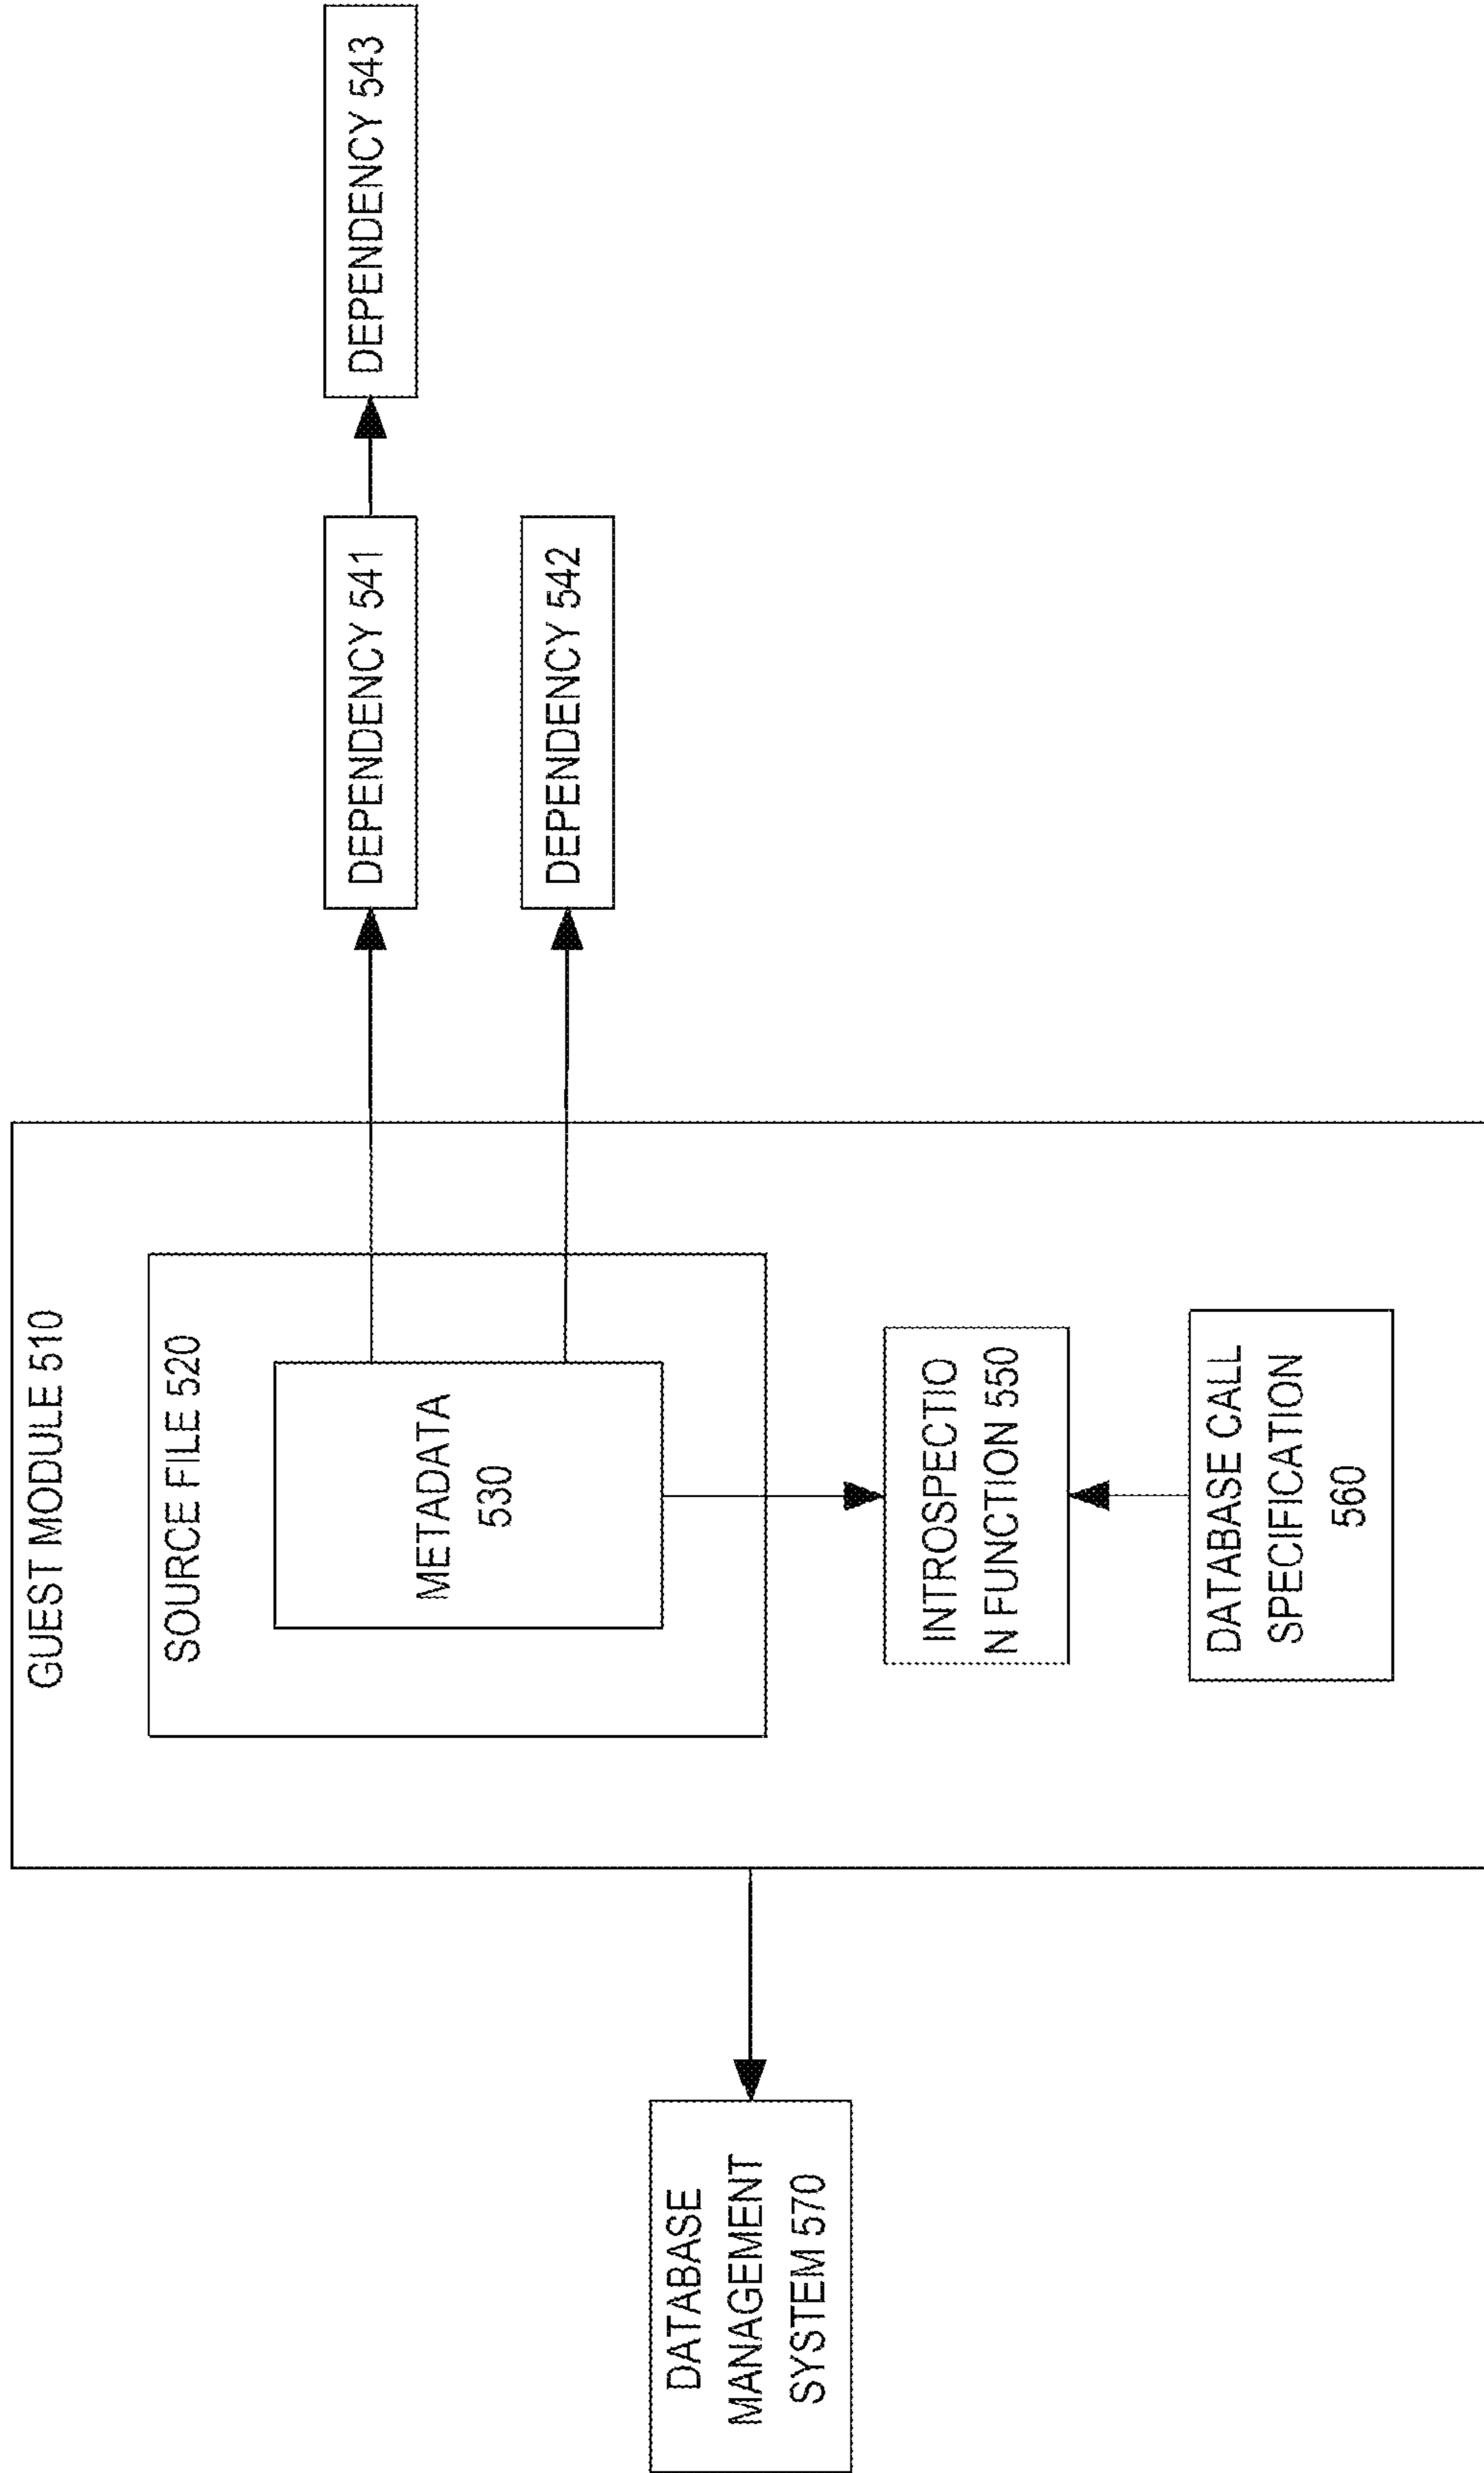 GUEST MODULE 510
SOURCE FILE 520
METADATA
530
DEPENDENCY 541
DEPENDENCY 543
DEPENDENCY 542
INTROSPECTIO
N FUNCTION 550
DATABASE CALL
SPECIFICATION
560
DATABASE
MANAGEMENT
SYSTEM 570